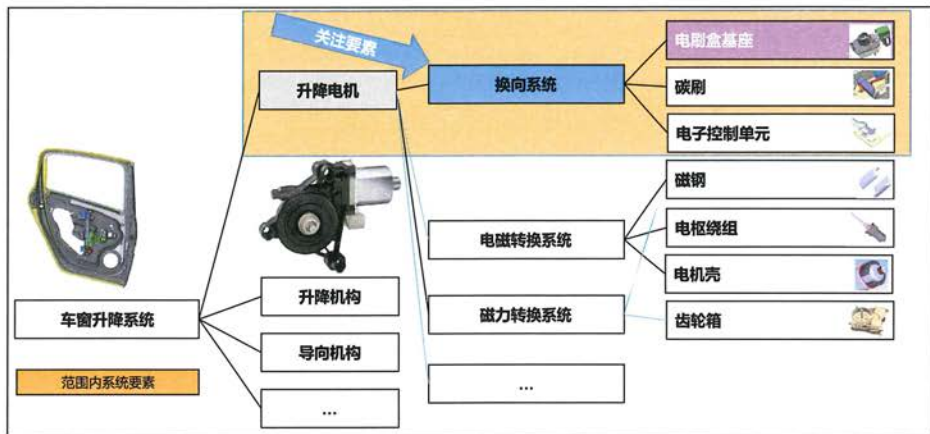 关注要素
电刷盒基座
升降电机
换向系统
碳刷
电子控制单元
磁钢
电磁转换系统
电枢绕组
电机壳
升降机构
车窗升降系统
磁力转换系统
齿轮箱
导向机构
范围内系统要素
...
...